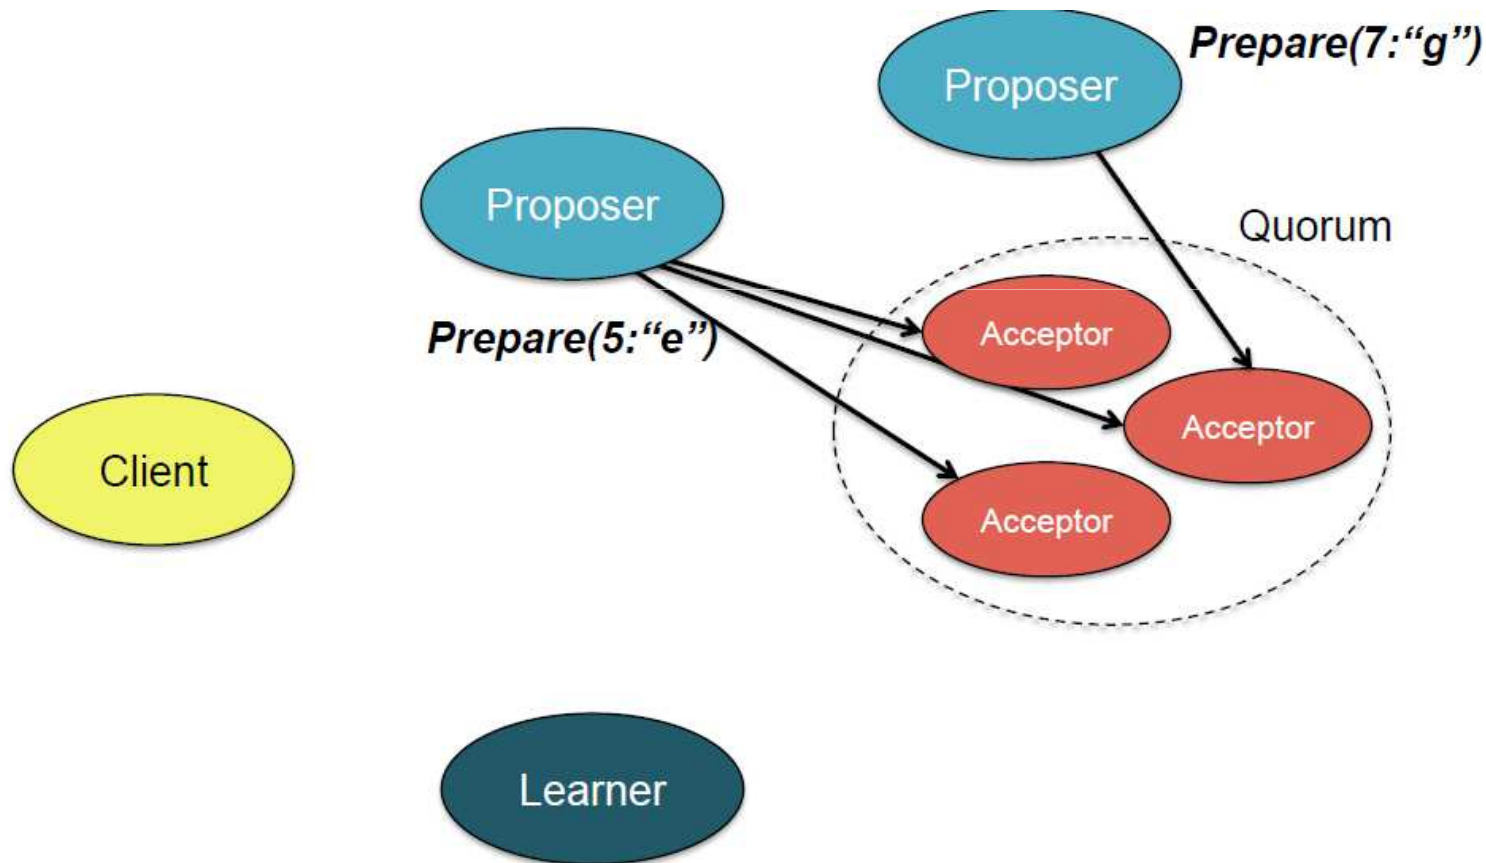 Prepare(7:“g”)
Proposer
Proposer
Quorum
Acceptor
Prepare(5:“e”)
Acceptor
Client
Acceptor
Learner